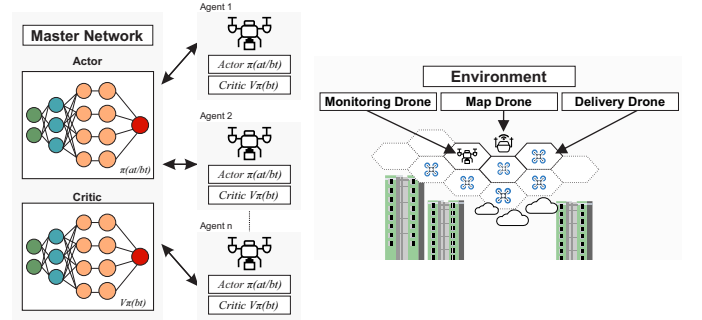 Master Network
Actor
π(at/bt)
Critic
Vπ(bt)
Agent 1
Actor π(at/bt)
Critic Vπ(bt)
Agent 2
Actor π(at/bt)
Critic Vπ(bt)
Agent n
Actor π(at/bt)
Critic Vπ(bt)
Environment
Monitoring Drone
Map Drone
Delivery Drone